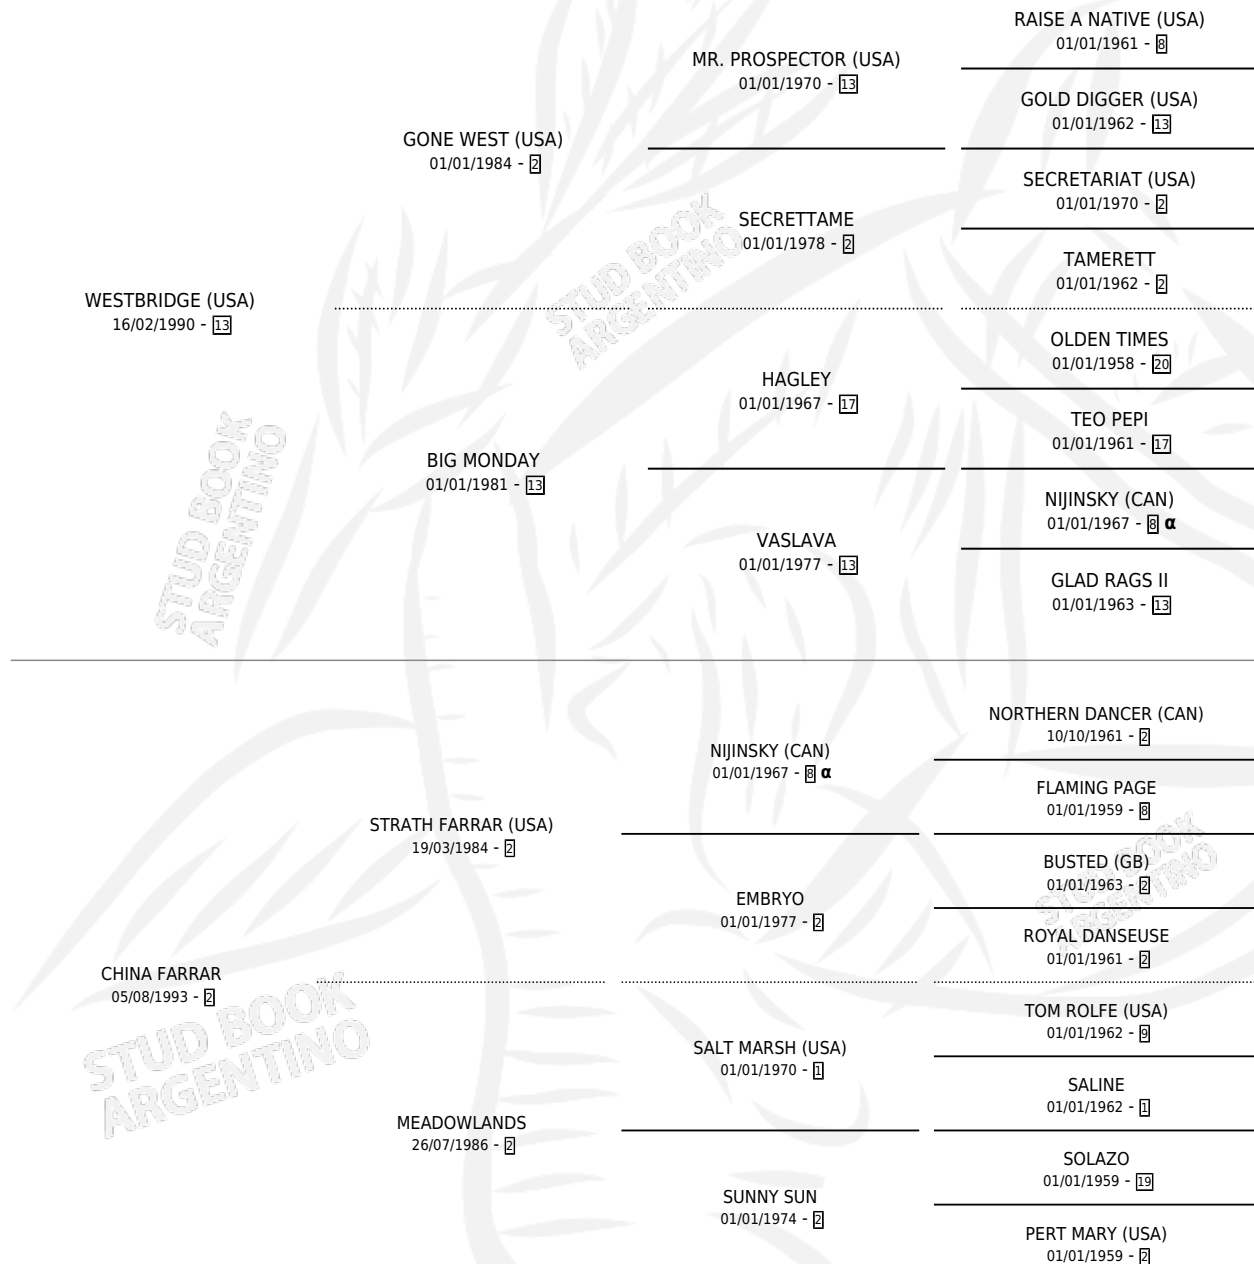 RAISE A NATIVE (USA)
01/01/1961 - 8
MR. PROSPECTOR (USA)
01/01/1970 - 13
GOLD DIGGER (USA)
01/01/1962 - 13
GONE WEST (USA)
01/01/1984 - 2
SECRETARIAT (USA)
01/01/1970 - 2
SECRETTAME
01/01/1978 - 2
TAMERETT
01/01/1962 - 2
WESTBRIDGE (USA)
16/02/1990 - 13
OLDEN TIMES
01/01/1958 - 20
HAGLEY
01/01/1967 - 17
TEO PEPI
01/01/1961 - 17
BIG MONDAY
01/01/1981 - 13
NIJINSKY (CAN)
01/01/1967 - 8 α
VASLAVA
01/01/1977 - 13
GLAD RAGS II
01/01/1963 - 13
STUD BOOK
ARGENTINO
STUD BOOK
ARGENTINO
NORTHERN DANCER (CAN)
10/10/1961 - 2
NIJINSKY (CAN)
01/01/1967 - 8 α
FLAMING PAGE
01/01/1959 - 8
STRATH FARRAR (USA)
19/03/1984 - 2
BUSTED (GB)
01/01/1963 - 2
EMBRYO
01/01/1977 - 2
ROYAL DANSEUSE
01/01/1961 - 2
CHINA FARRAR
05/08/1993 - 2
TOM ROLFE (USA)
01/01/1962 - 9
SALT MARSH (USA)
01/01/1970 - 1
SALINE
01/01/1962 - 1
MEADOWLANDS
26/07/1986 - 2
SOLAZO
01/01/1959 - 19
SUNNY SUN
01/01/1974 - 2
PERT MARY (USA)
01/01/1959 - 2
STUD BOOK
ARGENTINO
STUD BOOK
ARGENTINO